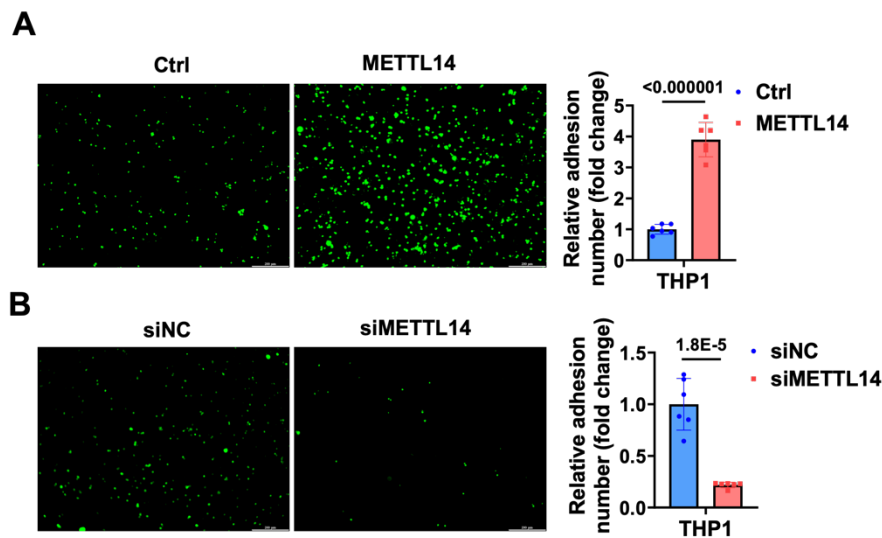 A
Ctrl
METTL14
Relative adhesion
number (fold change)
5
4
3
2
1
0
<0.000001
THP1
Ctrl
METTL14
B
siNC
siMETTL14
Relative adhesion
number (fold change)
1.5
1.0
0.5
0.0
1.8E-5
THP1
siNC
siMETTL14